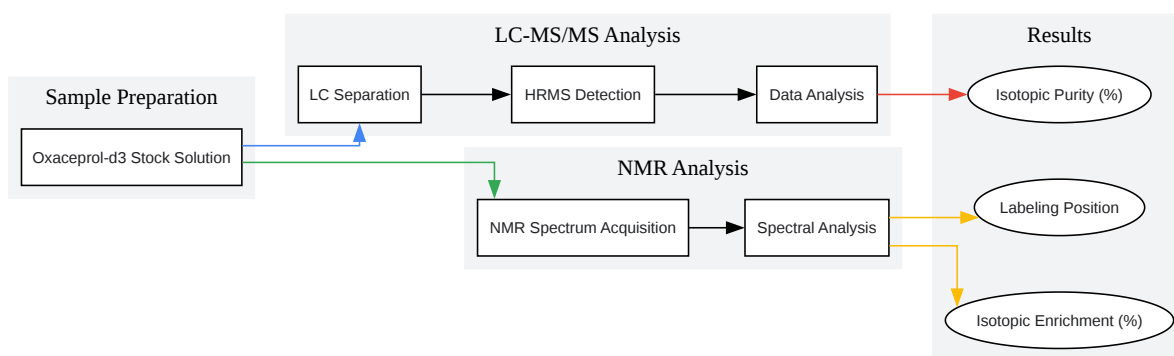 Sample Preparation
Oxaceprol-d3 Stock Solution
LC-MS/MS Analysis
LC Separation
HRMS Detection
Data Analysis
NMR Analysis
NMR Spectrum Acquisition
Spectral Analysis
Results
Isotopic Purity (%)
Labeling Position
Isotopic Enrichment (%)